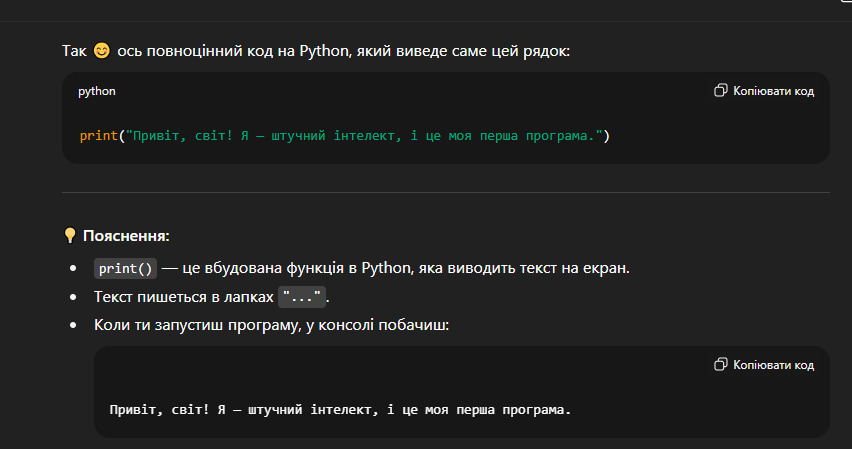 Так 😊 ось повноцінний код на Python, який виведе саме цей рядок:
python
Копіювати код
print("Привіт, світ! Я — штучний інтелект, і це моя перша програма.")
💡 Пояснення:
• print() — це вбудована функція в Python, яка виводить текст на екран.
• Текст пишеться в лапках "...".
• Коли ти запустиш програму, у консолі побачиш:
Копіювати код
Привіт, світ! Я — штучний інтелект, і це моя перша програма.